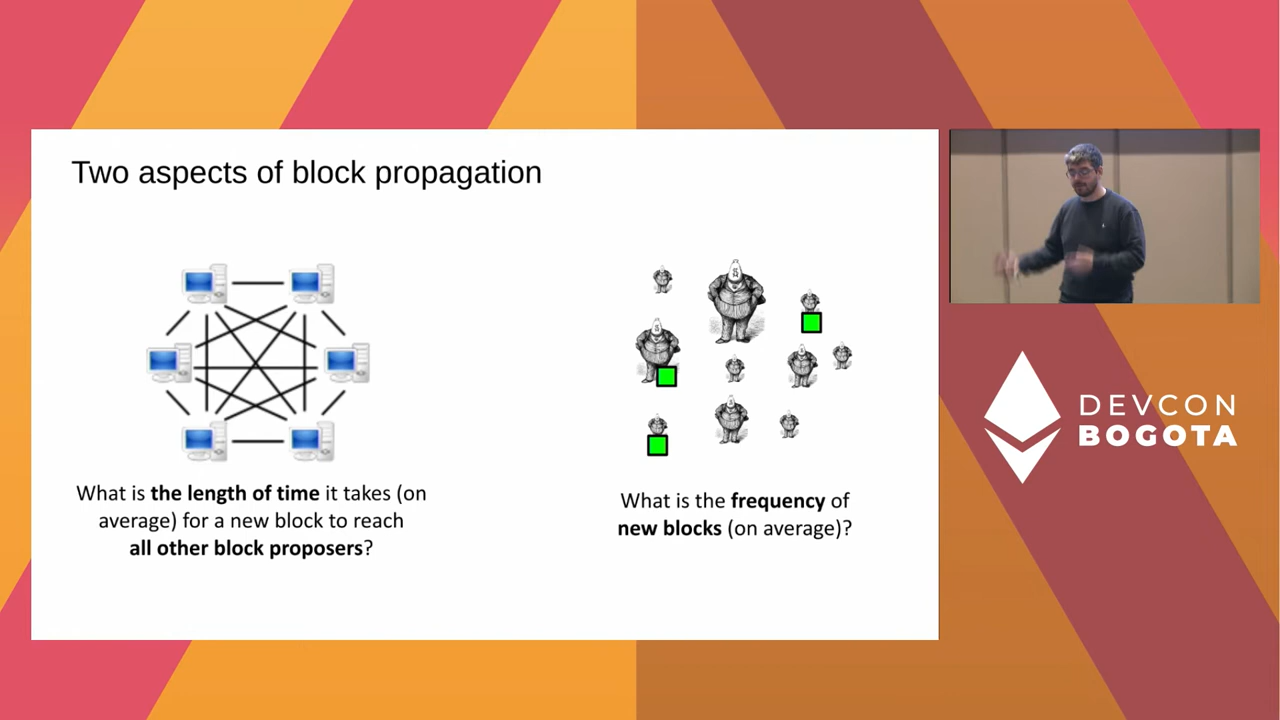 Two aspects of block propagation
What is the length of time it takes (on
average) for a new block to reach
all other block proposers?
What is the frequency of
new blocks (on average)?
DEVCON
BOGOTA